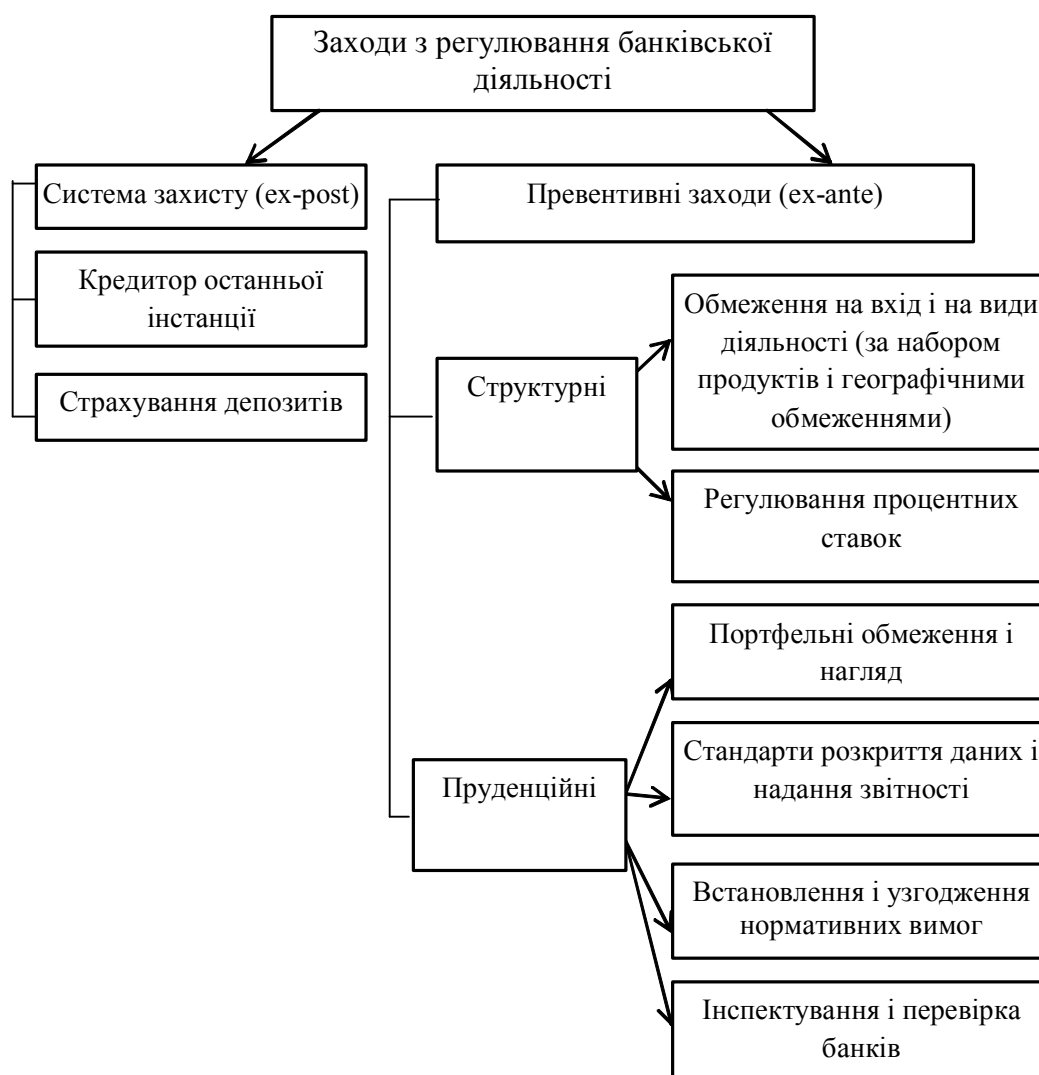 Заходи з регулювання банківської
діяльності
Система захисту (ex-post)
Превентивні заходи (ex-ante)
Кредитор останньої
інстанції
Страхування депозитів
Структурні
Обмеження на вхід і на види
діяльності (за набором
продуктів і географічними
обмеженнями)
Регулювання процентних
ставок
Пруденційні
Портфельні обмеження і
нагляд
Стандарти розкриття даних і
надання звітності
Встановлення і узгодження
нормативних вимог
Інспектування і перевірка
банків